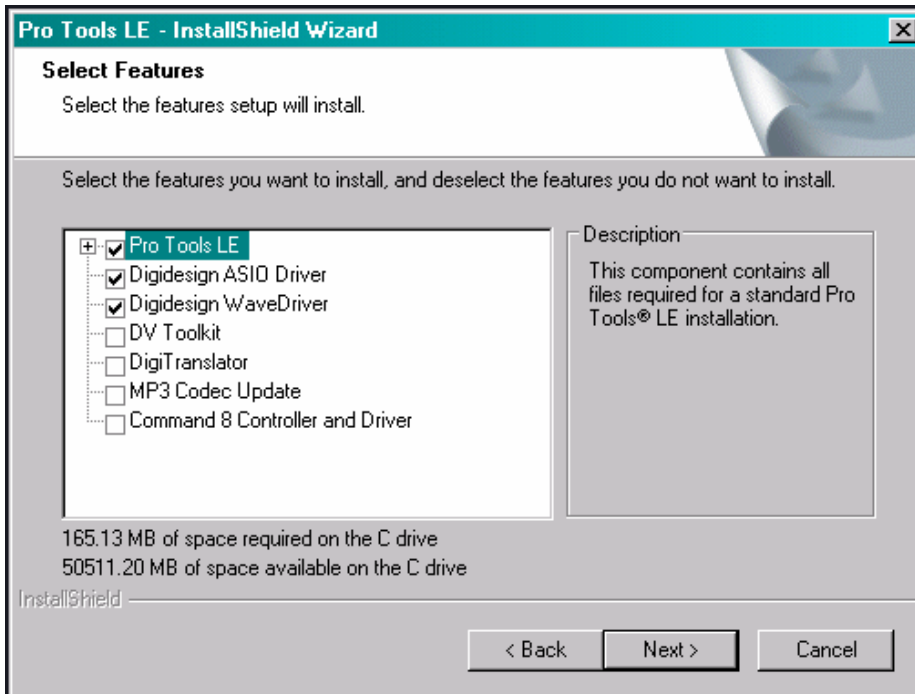 Pro Tools LE - InstallShield Wizard
Select Features
Select the features setup will install.
Select the features you want to install, and deselect the features you do not want to install.
Pro Tools LE
Digidesign ASIO Driver
Digidesign WaveDriver
DV Toolkit
DigiTranslator
MP3 Codec Update
Command 8 Controller and Driver
Description
This component contains all
files required for a standard Pro
Tools® LE installation.
165.13 MB of space required on the C drive
50511.20 MB of space available on the C drive
InstallShield
< Back
Next >
Cancel